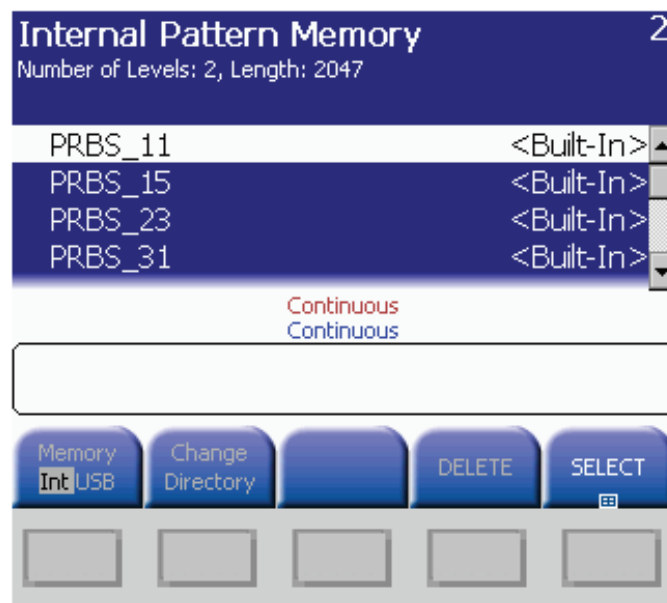 Internal Pattern Memory 2
Number of Levels: 2, Length: 2047
PRBS_11 <Built-In>
PRBS_15 <Built-In>
PRBS_23 <Built-In>
PRBS_31 <Built-In>
Continuous
Continuous
Memory
Int USB
Change
Directory
DELETE
SELECT